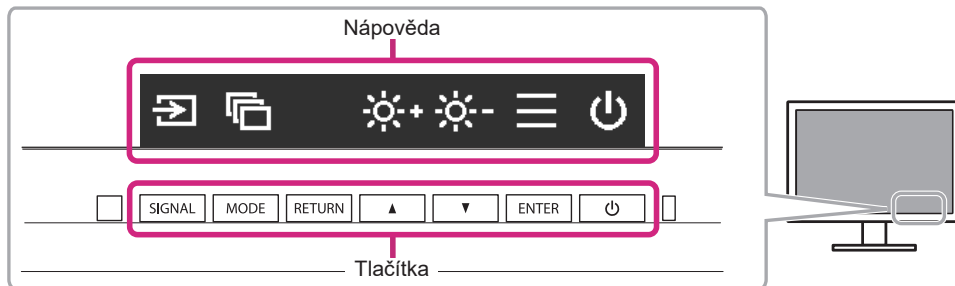 Nápověda
SIGNAL MODE RETURN ▲ ▼ ENTER
Tlačítka